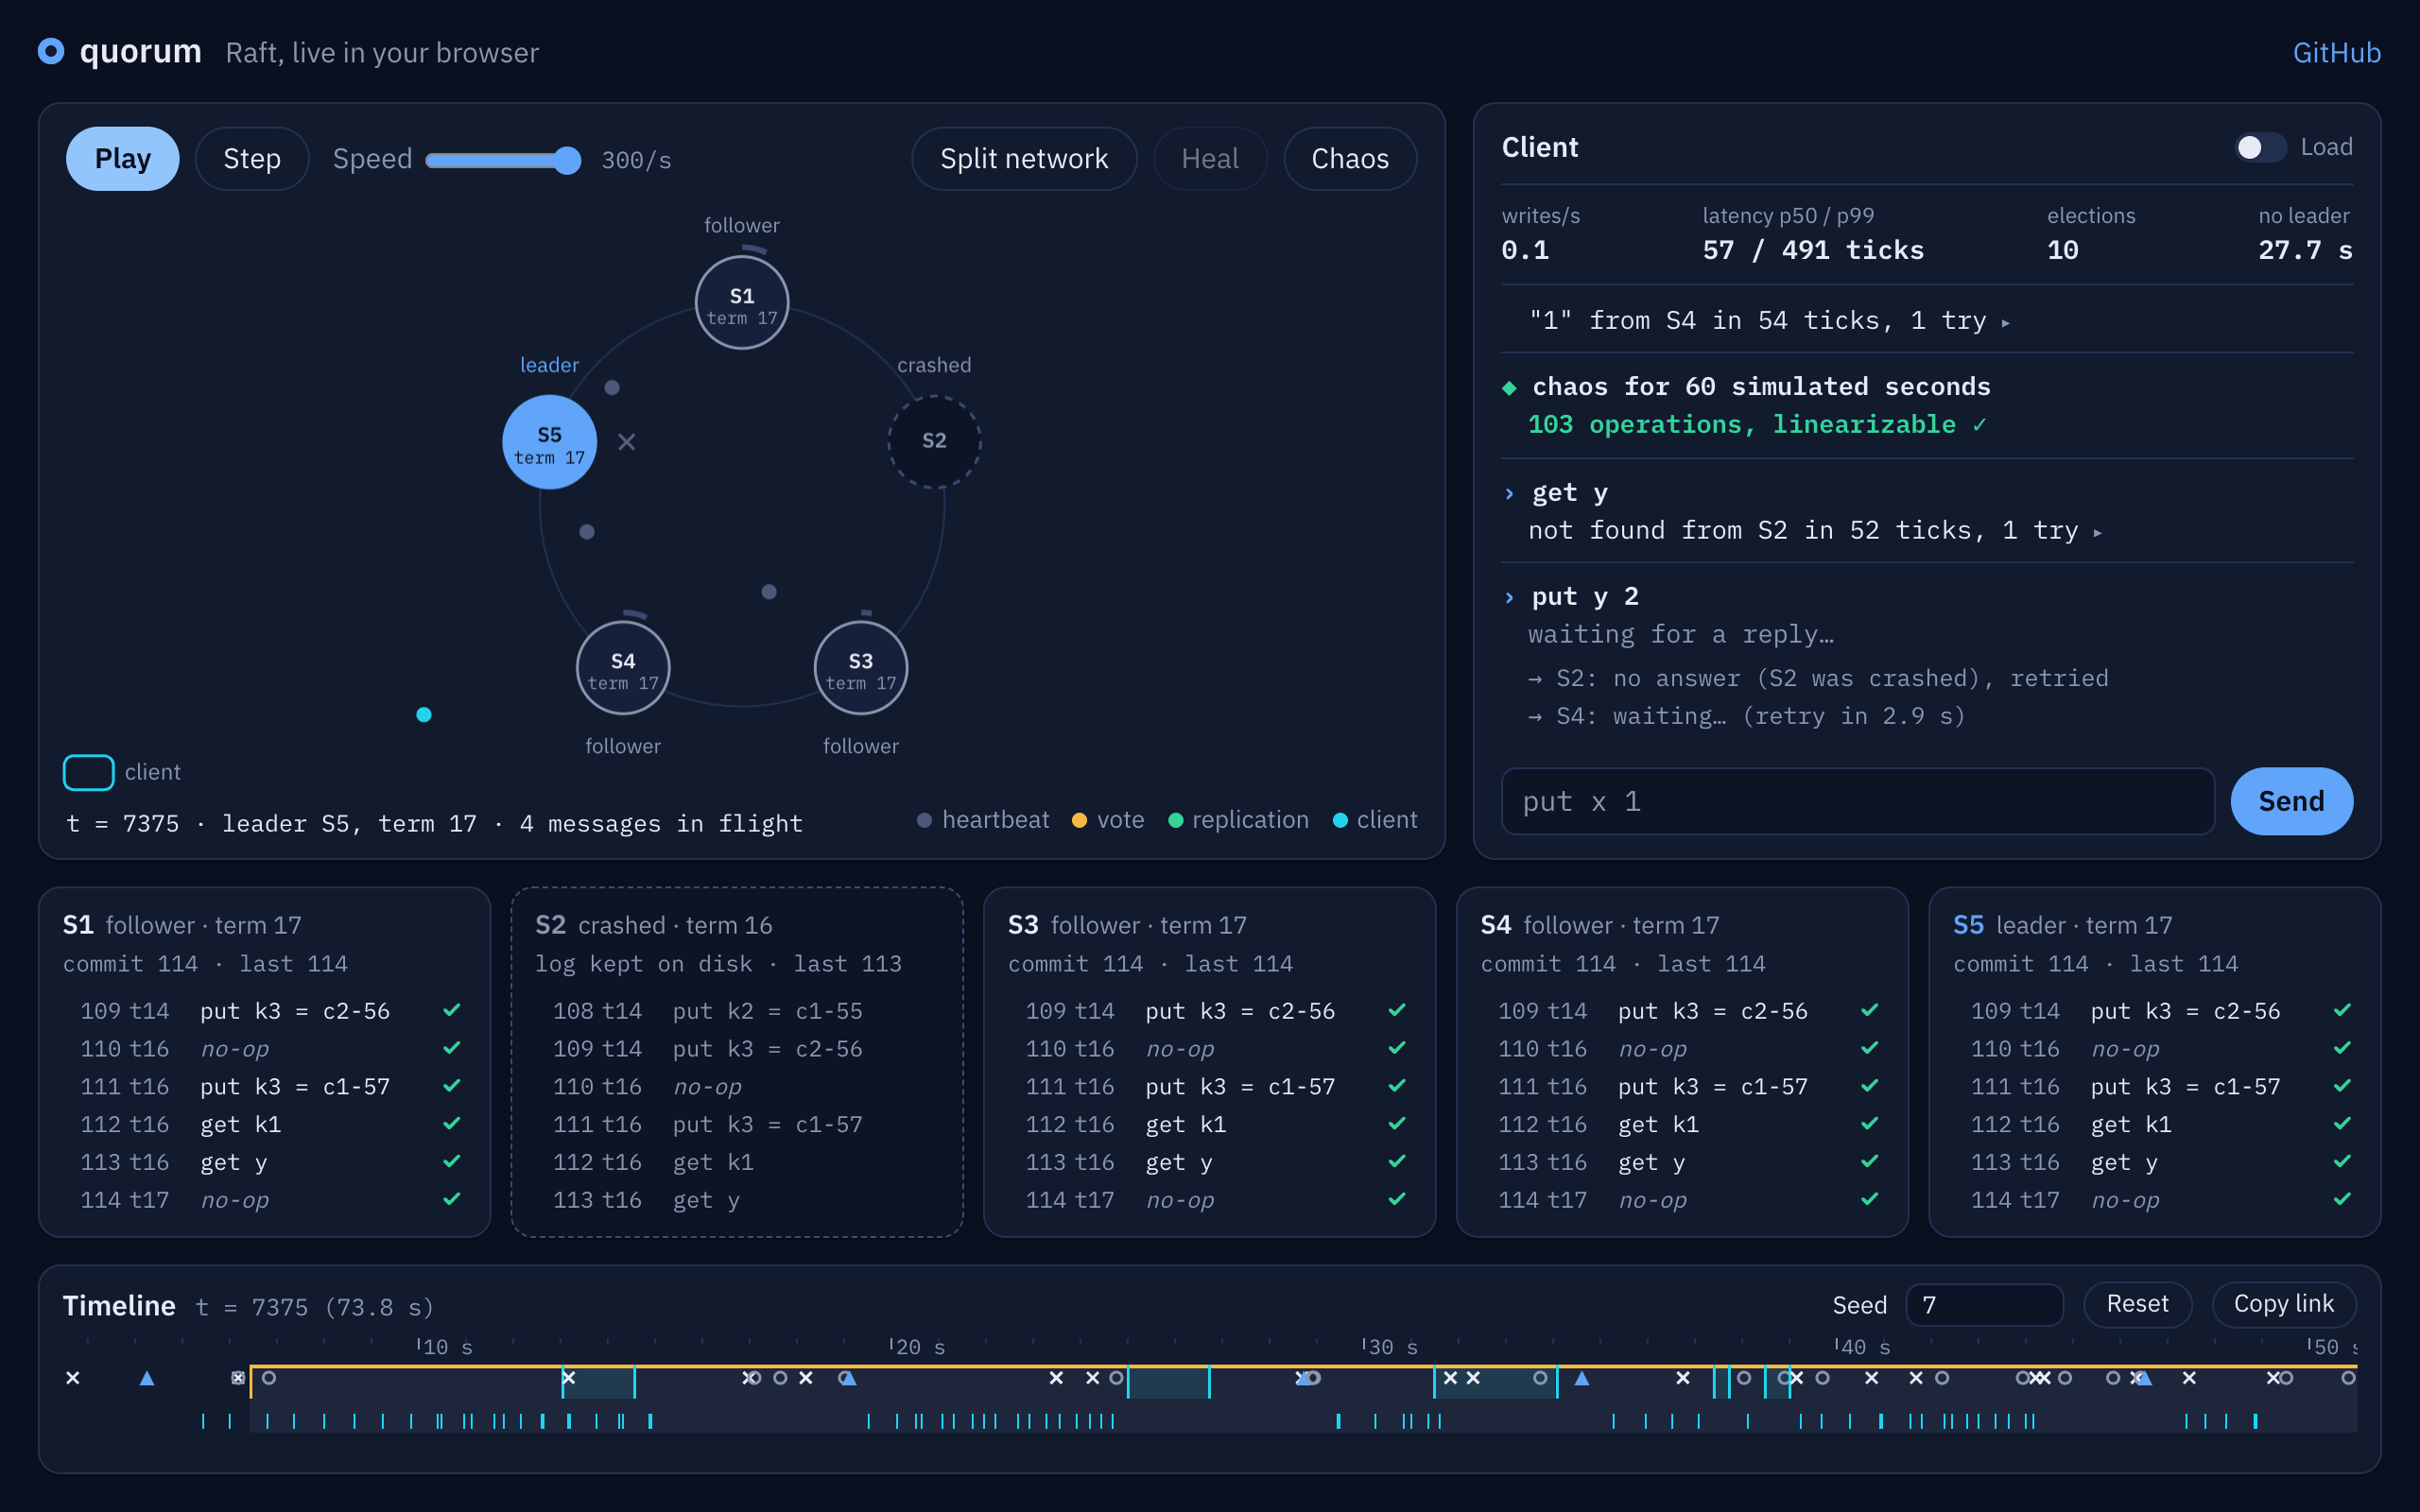 quorum Raft, live in your browser GitHub
Play Step Speed 300/s Split network Heal Chaos
follower
S1
term 17
leader
crashed
S5
term 17
S2
S4
term 17
S3
term 17
follower
follower
client
t = 7375 · leader S5, term 17 · 4 messages in flight
heartbeat vote replication client
Client Load
writes/s latency p50 / p99 elections no leader
0.1 57 / 491 ticks 10 27.7 s
"1" from S4 in 54 ticks, 1 try ▸
◆ chaos for 60 simulated seconds
103 operations, linearizable ✓
› get y
not found from S2 in 52 ticks, 1 try ▸
› put y 2
waiting for a reply…
→ S2: no answer (S2 was crashed), retried
→ S4: waiting… (retry in 2.9 s)
put x 1 Send
S1 follower · term 17
commit 114 · last 114
109 t14 put k3 = c2-56 ✓
110 t16 no-op ✓
111 t16 put k3 = c1-57 ✓
112 t16 get k1 ✓
113 t16 get y ✓
114 t17 no-op ✓
S2 crashed · term 16
log kept on disk · last 113
108 t14 put k2 = c1-55
109 t14 put k3 = c2-56
110 t16 no-op
111 t16 put k3 = c1-57
112 t16 get k1
113 t16 get y
S3 follower · term 17
commit 114 · last 114
109 t14 put k3 = c2-56 ✓
110 t16 no-op ✓
111 t16 put k3 = c1-57 ✓
112 t16 get k1 ✓
113 t16 get y ✓
114 t17 no-op ✓
S4 follower · term 17
commit 114 · last 114
109 t14 put k3 = c2-56 ✓
110 t16 no-op ✓
111 t16 put k3 = c1-57 ✓
112 t16 get k1 ✓
113 t16 get y ✓
114 t17 no-op ✓
S5 leader · term 17
commit 114 · last 114
109 t14 put k3 = c2-56 ✓
110 t16 no-op ✓
111 t16 put k3 = c1-57 ✓
112 t16 get k1 ✓
113 t16 get y ✓
114 t17 no-op ✓
Timeline t = 7375 (73.8 s) Seed 7 Reset Copy link
10 s 20 s 30 s 40 s 50 s